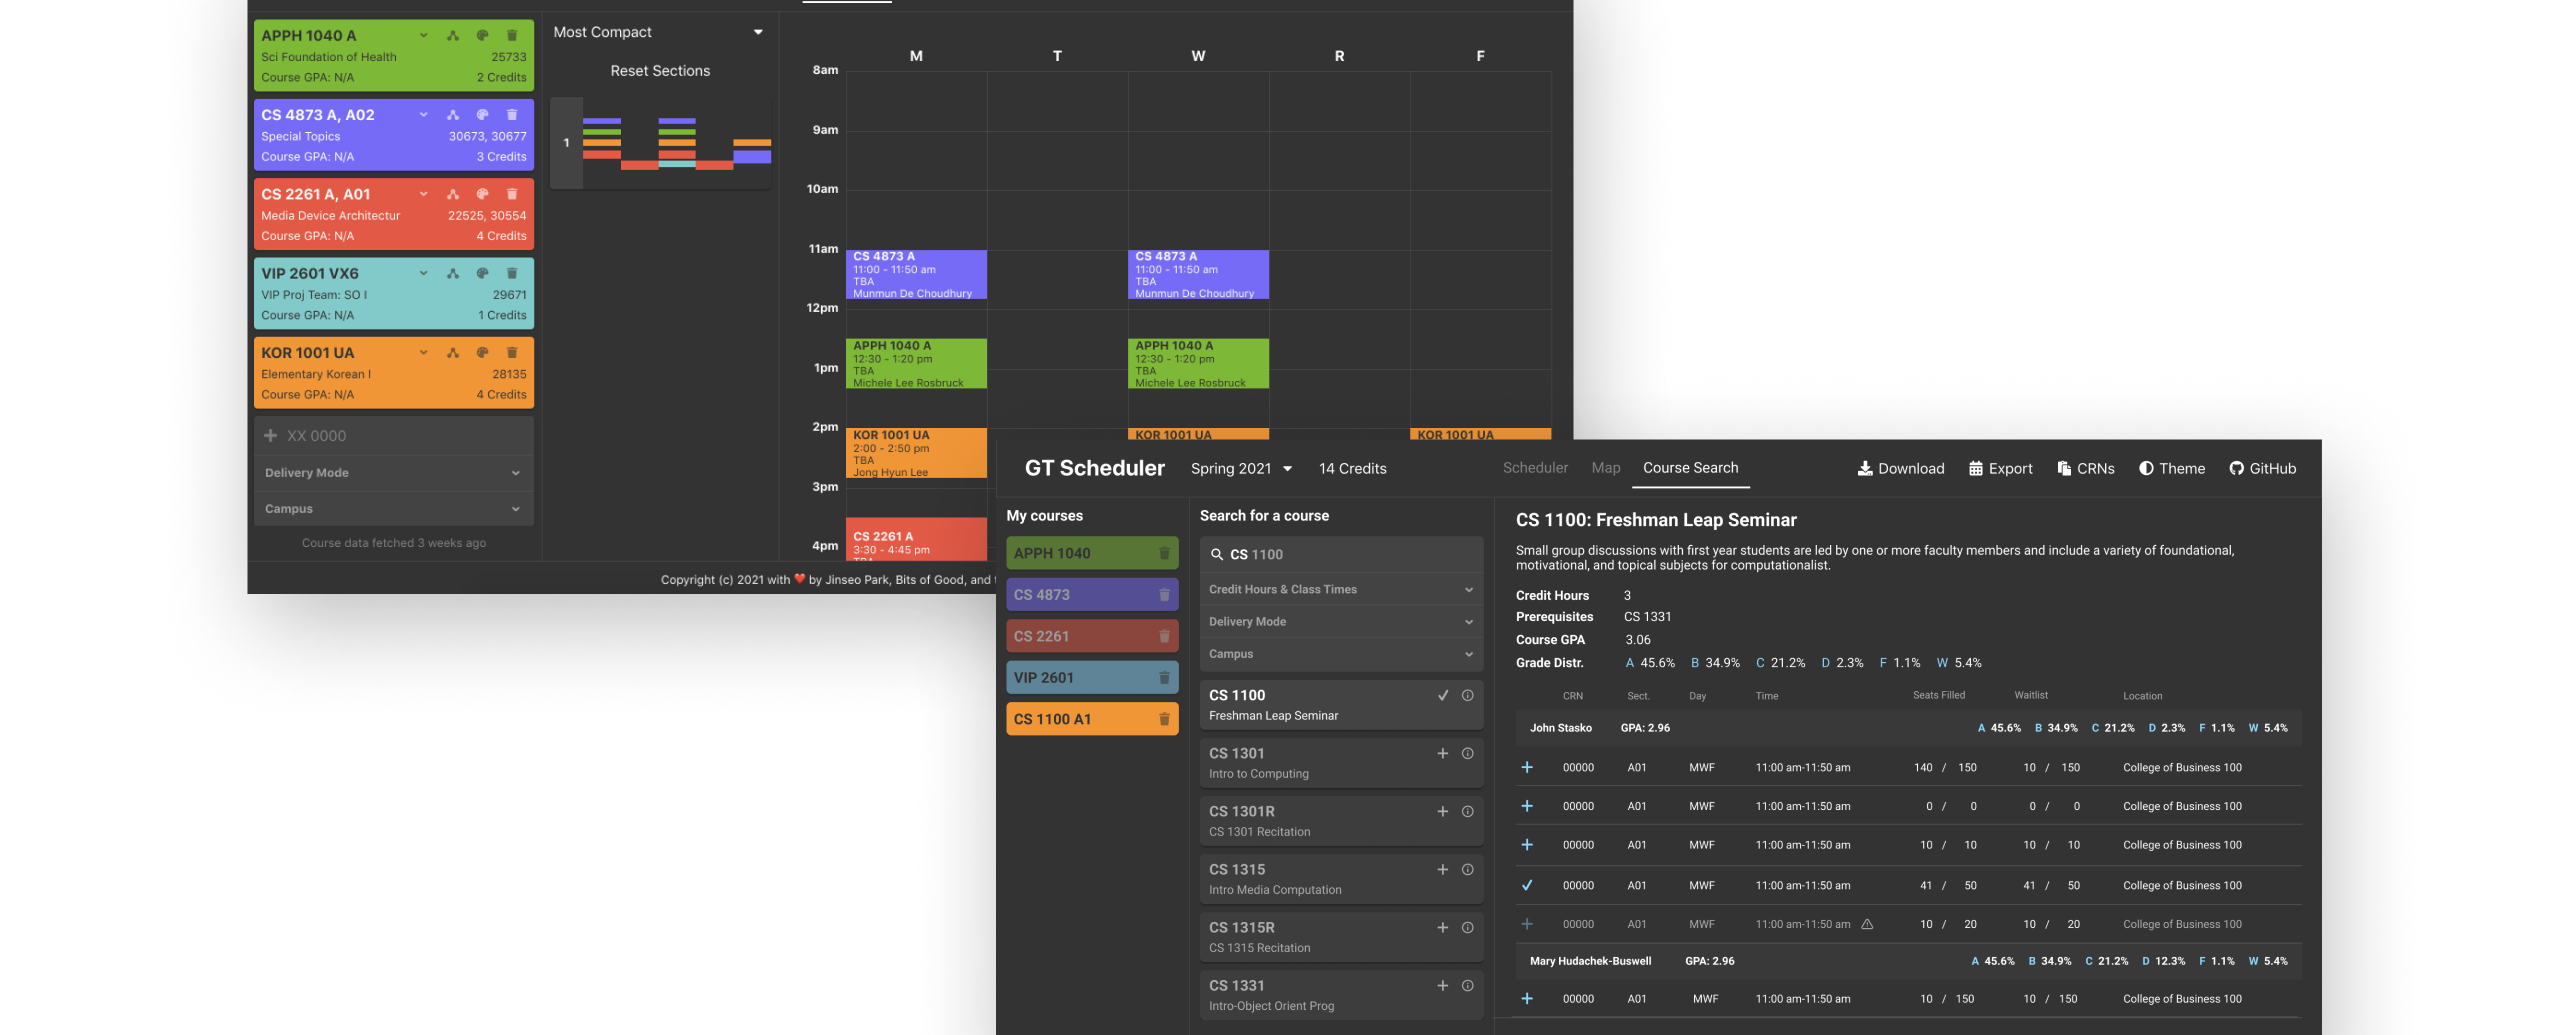 APPH 1040 A
Sci Foundation of Health 25733
Course GPA: N/A 2 Credits
CS 4873 A, A02
Special Topics 30673, 30677
Course GPA: N/A 3 Credits
CS 2261 A, A01
Media Device Architectur 22525, 30554
Course GPA: N/A 4 Credits
VIP 2601 VX6
VIP Proj Team: SO I 29671
Course GPA: N/A 1 Credits
KOR 1001 UA
Elementary Korean I 28135
Course GPA: N/A 4 Credits
XX 0000
Delivery Mode
Campus
Course data fetched 3 weeks ago
Most Compact
Reset Sections
1
M T W R F
8am
9am
10am
11am
12pm
1pm
2pm
3pm
4pm
CS 4873 A
11:00 - 11:50 am
TBA
Munmun De Choudhury
APPH 1040 A
12:30 - 1:20 pm
TBA
Michele Lee Rosbruck
KOR 1001 UA
2:00 - 2:50 pm
TBA
Jong Hyun Lee
CS 2261 A
3:30 - 4:45 pm
TBA
CS 4873 A
11:00 - 11:50 am
TBA
Munmun De Choudhury
APPH 1040 A
12:30 - 1:20 pm
TBA
Michele Lee Rosbruck
KOR 1001 UA
KOR 1001 UA
Copyright (c) 2021 with ❤️ by Jinseo Park, Bits of Good, and
GT Scheduler Spring 2021 14 Credits Scheduler Map Course Search Download Export CRNs Theme GitHub
My courses
APPH 1040
CS 4873
CS 2261
VIP 2601
CS 1100 A1
Search for a course
CS 1100
Credit Hours & Class Times
Delivery Mode
Campus
CS 1100
Freshman Leap Seminar
CS 1301
Intro to Computing
CS 1301R
CS 1301 Recitation
CS 1315
Intro Media Computation
CS 1315R
CS 1315 Recitation
CS 1331
Intro-Object Orient Prog
CS 1100: Freshman Leap Seminar
Small group discussions with first year students are led by one or more faculty members and include a variety of foundational,
motivational, and topical subjects for computationalist.
Credit Hours 3
Prerequisites CS 1331
Course GPA 3.06
Grade Distr. A 45.6% B 34.9% C 21.2% D 2.3% F 1.1% W 5.4%
CRN Sect. Day Time Seats Filled Waitlist Location
John Stasko GPA: 2.96 A 45.6% B 34.9% C 21.2% D 2.3% F 1.1% W 5.4%
+ 00000 A01 MWF 11:00 am-11:50 am 140 / 150 10 / 150 College of Business 100
+ 00000 A01 MWF 11:00 am-11:50 am 0 / 0 0 / 0 College of Business 100
+ 00000 A01 MWF 11:00 am-11:50 am 10 / 10 10 / 10 College of Business 100
✓ 00000 A01 MWF 11:00 am-11:50 am 41 / 50 41 / 50 College of Business 100
+ 00000 A01 MWF 11:00 am-11:50 am 10 / 20 10 / 20 College of Business 100
Mary Hudachek-Buswell GPA: 2.96 A 45.6% B 34.9% C 21.2% D 12.3% F 1.1% W 5.4%
+ 00000 A01 MWF 11:00 am-11:50 am 10 / 150 10 / 150 College of Business 100